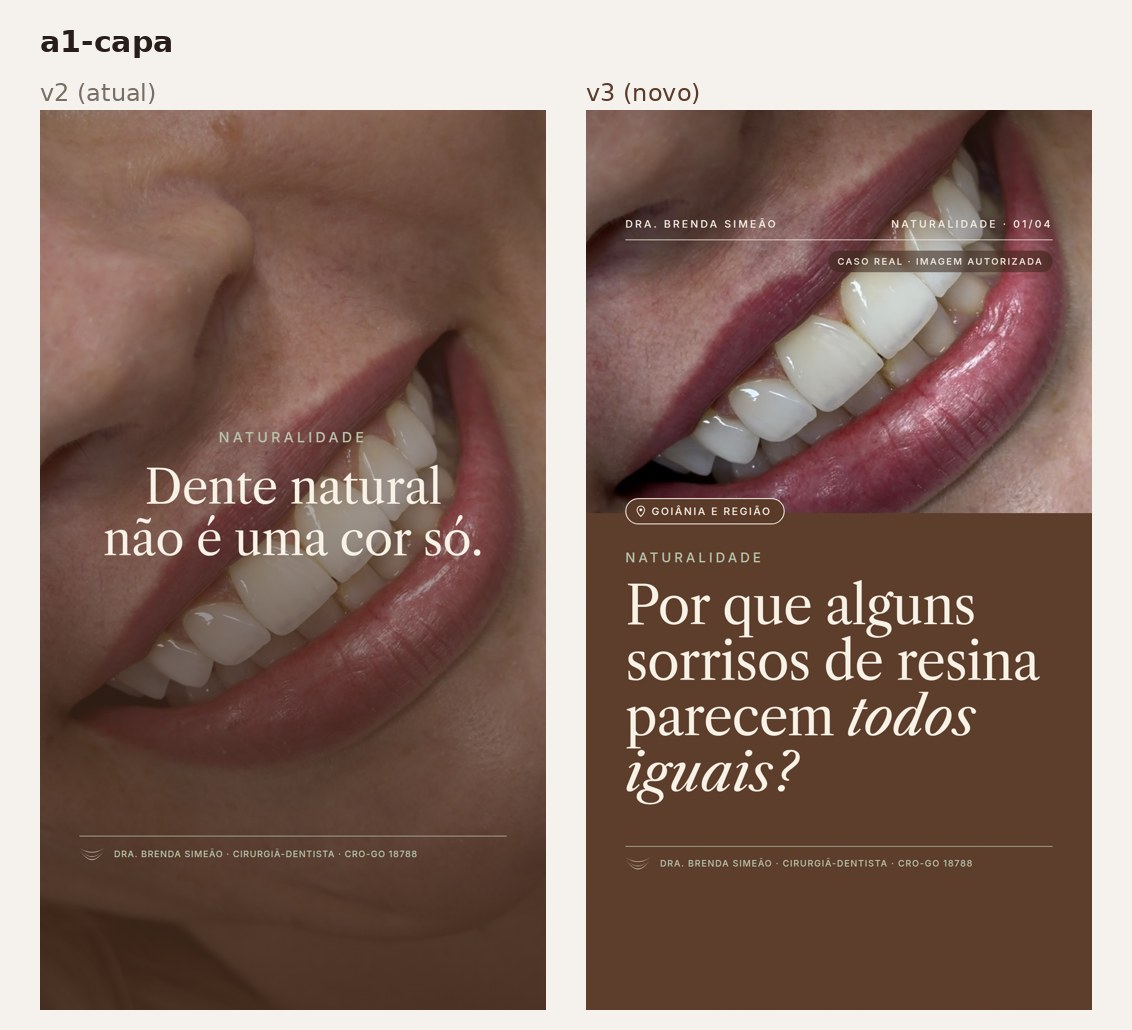 a1-capa
v2 (atual)
NATURALIDADE
Dente natural
não é uma cor só.
DRA. BRENDA SIMEÃO · CIRURGIÃ-DENTISTA · CRO-GO 18788
v3 (novo)
DRA. BRENDA SIMEÃO
NATURALIDADE · 01/04
CASO REAL · IMAGEM AUTORIZADA
GOIÂNIA E REGIÃO
NATURALIDADE
Por que alguns
sorrisos de resina
parecem todos
iguais?
DRA. BRENDA SIMEÃO · CIRURGIÃ-DENTISTA · CRO-GO 18788